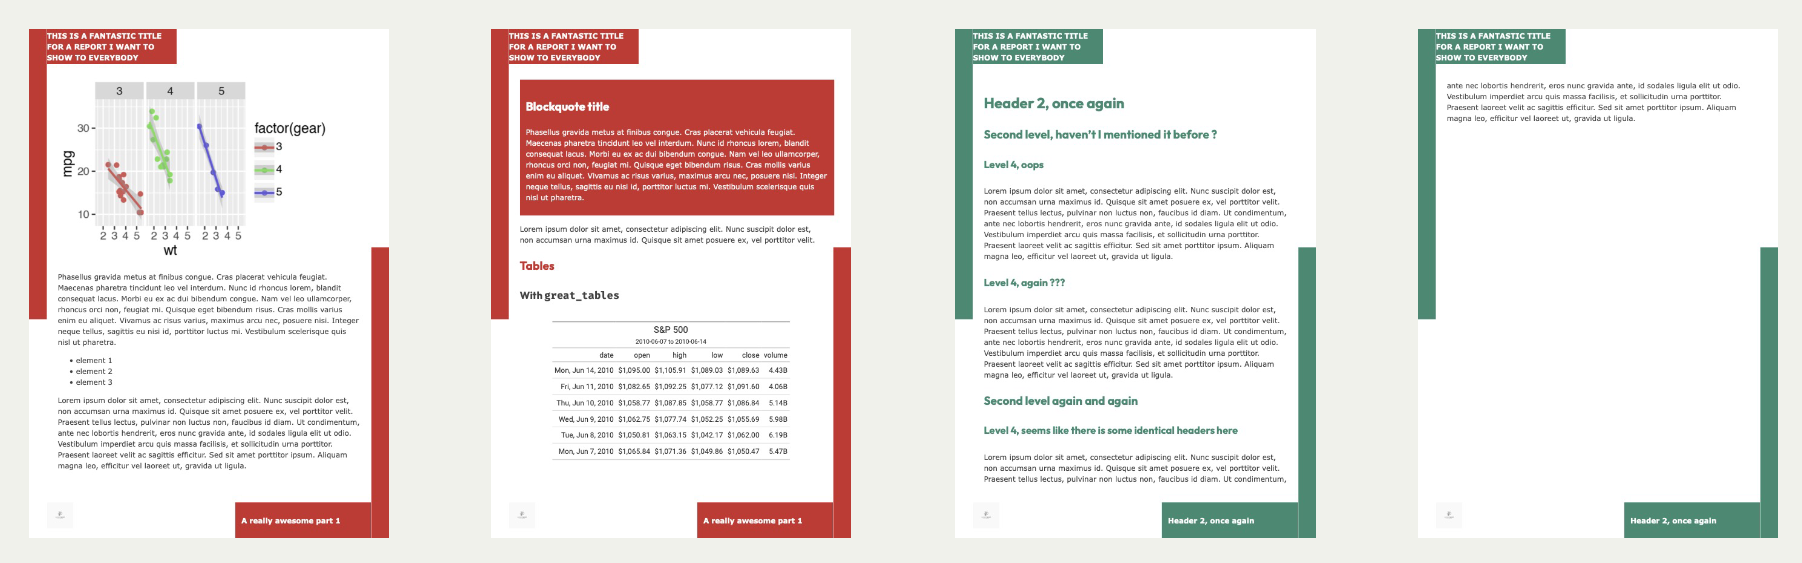 THIS IS A FANTASTIC TITLE
FOR A REPORT I WANT TO
SHOW TO EVERYBODY
3 4 5
30
20
10
mpg
2 3 4 5 2 3 4 5 2 3 4 5
wt
factor(gear)
3
4
5
Phasellus gravida metus at finibus congue. Cras placerat vehicula feugiat.
Maecenas pharetra tincidunt leo vel interdum. Nunc id rhoncus lorem, blandit
consequat lacus. Morbi eu ex ac dui bibendum congue. Nam vel leo ullamcorper,
rhoncus orci non, feugiat mi. Quisque eget bibendum risus. Cras mollis varius
enim eu aliquet. Vivamus ac risus varius, maximus arcu nec, posuere nisi. Integer
neque tellus, sagittis eu nisi id, porttitor luctus mi. Vestibulum scelerisque quis
nisl ut pharetra.
• element 1
• element 2
• element 3
Lorem ipsum dolor sit amet, consectetur adipiscing elit. Nunc suscipit dolor est,
non accumsan urna maximus id. Quisque sit amet posuere ex, vel porttitor velit.
Praesent tellus lectus, pulvinar non luctus non, faucibus id diam. Ut condimentum,
ante nec lobortis hendrerit, eros nunc gravida ante, id sodales ligula elit ut odio.
Vestibulum imperdiet arcu quis massa facilisis, et sollicitudin urna porttitor.
Praesent laoreet velit ac sagittis efficitur. Sed sit amet porttitor ipsum. Aliquam
magna leo, efficitur vel laoreet ut, gravida ut ligula.
A really awesome part 1
THIS IS A FANTASTIC TITLE
FOR A REPORT I WANT TO
SHOW TO EVERYBODY
Blockquote title
Phasellus gravida metus at finibus congue. Cras placerat vehicula feugiat.
Maecenas pharetra tincidunt leo vel interdum. Nunc id rhoncus lorem, blandit
consequat lacus. Morbi eu ex ac dui bibendum congue. Nam vel leo ullamcorper,
rhoncus orci non, feugiat mi. Quisque eget bibendum risus. Cras mollis varius
enim eu aliquet. Vivamus ac risus varius, maximus arcu nec, posuere nisi. Integer
neque tellus, sagittis eu nisi id, porttitor luctus mi. Vestibulum scelerisque quis
nisl ut pharetra.
Lorem ipsum dolor sit amet, consectetur adipiscing elit. Nunc suscipit dolor est,
non accumsan urna maximus id. Quisque sit amet posuere ex, vel porttitor velit.
Tables
With great_tables
S&P 500
2010-06-07 to 2010-06-14
date open high low close volume
Mon, Jun 14, 2010 $1,095.00 $1,105.91 $1,089.03 $1,089.63 4.43B
Fri, Jun 11, 2010 $1,082.65 $1,092.25 $1,077.12 $1,091.60 4.06B
Thu, Jun 10, 2010 $1,058.77 $1,087.85 $1,058.77 $1,086.84 5.14B
Wed, Jun 9, 2010 $1,062.75 $1,077.74 $1,052.25 $1,055.69 5.98B
Tue, Jun 8, 2010 $1,050.81 $1,063.15 $1,042.17 $1,062.00 6.19B
Mon, Jun 7, 2010 $1,065.84 $1,071.36 $1,049.86 $1,050.47 5.47B
A really awesome part 1
THIS IS A FANTASTIC TITLE
FOR A REPORT I WANT TO
SHOW TO EVERYBODY
Header 2, once again
Second level, haven't I mentioned it before ?
Level 4, oops
Lorem ipsum dolor sit amet, consectetur adipiscing elit. Nunc suscipit dolor est,
non accumsan urna maximus id. Quisque sit amet posuere ex, vel porttitor velit.
Praesent tellus lectus, pulvinar non luctus non, faucibus id diam. Ut condimentum,
ante nec lobortis hendrerit, eros nunc gravida ante, id sodales ligula elit ut odio.
Vestibulum imperdiet arcu quis massa facilisis, et sollicitudin urna porttitor.
Praesent laoreet velit ac sagittis efficitur. Sed sit amet porttitor ipsum. Aliquam
magna leo, efficitur vel laoreet ut, gravida ut ligula.
Level 4, again ???
Lorem ipsum dolor sit amet, consectetur adipiscing elit. Nunc suscipit dolor est,
non accumsan urna maximus id. Quisque sit amet posuere ex, vel porttitor velit.
Praesent tellus lectus, pulvinar non luctus non, faucibus id diam. Ut condimentum,
ante nec lobortis hendrerit, eros nunc gravida ante, id sodales ligula elit ut odio.
Vestibulum imperdiet arcu quis massa facilisis, et sollicitudin urna porttitor.
Praesent laoreet velit ac sagittis efficitur. Sed sit amet porttitor ipsum. Aliquam
magna leo, efficitur vel laoreet ut, gravida ut ligula.
Second level again and again
Level 4, seems like there is some identical headers here
Lorem ipsum dolor sit amet, consectetur adipiscing elit. Nunc suscipit dolor est,
non accumsan urna maximus id. Quisque sit amet posuere ex, vel porttitor velit.
Praesent tellus lectus, pulvinar non luctus non, faucibus id diam. Ut condimentum,
Header 2, once again
THIS IS A FANTASTIC TITLE
FOR A REPORT I WANT TO
SHOW TO EVERYBODY
ante nec lobortis hendrerit, eros nunc gravida ante, id sodales ligula elit ut odio.
Vestibulum imperdiet arcu quis massa facilisis, et sollicitudin urna porttitor.
Praesent laoreet velit ac sagittis efficitur. Sed sit amet porttitor ipsum. Aliquam
magna leo, efficitur vel laoreet ut, gravida ut ligula.
Header 2, once again